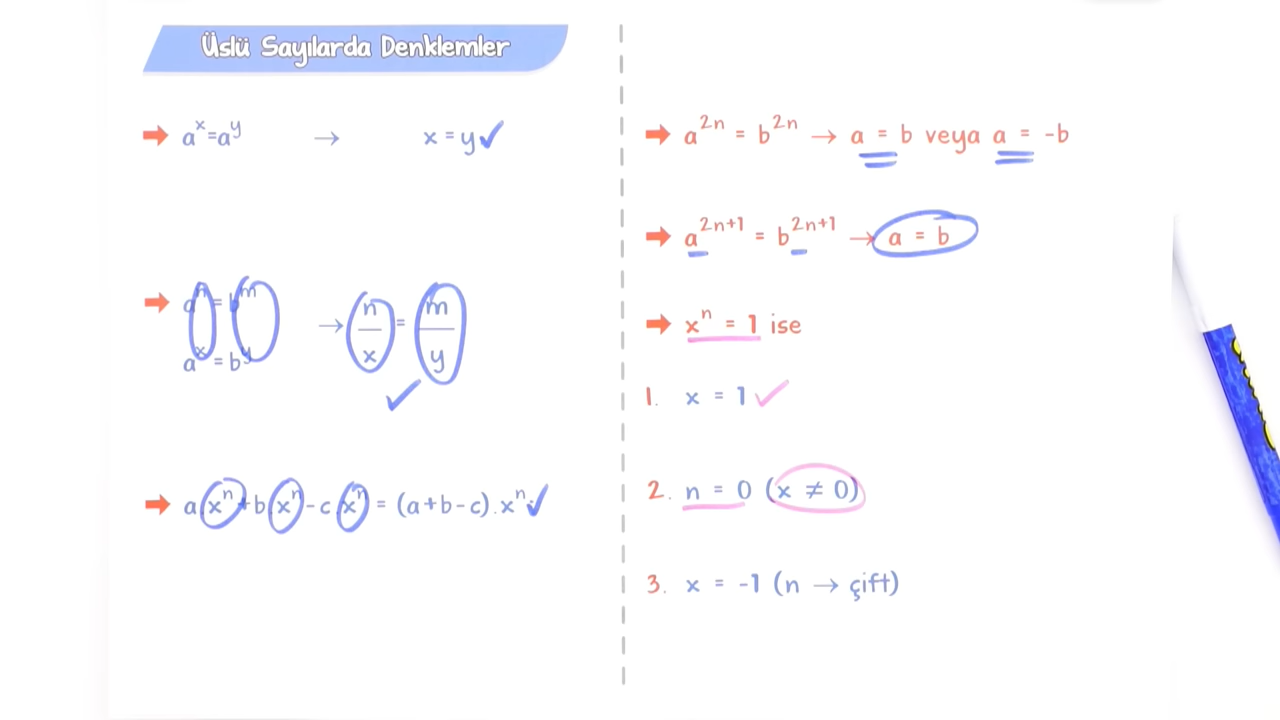 Üslü Sayılarda Denklemler
➡ a^x=a^y → x = y ✓
➡ a^n = b^m
a^x = b^y → n/x = m/y ✓
➡ a.x^n+b.x^n-c.x^n = (a+b-c).x^n ✓
➡ a^2n = b^2n → a = b veya a = -b
➡ a^2n+1 = b^2n+1 → a = b
➡ x^n = 1 ise
1. x = 1 ✓
2. n = 0 (x ≠ 0)
3. x = -1 (n → çift)